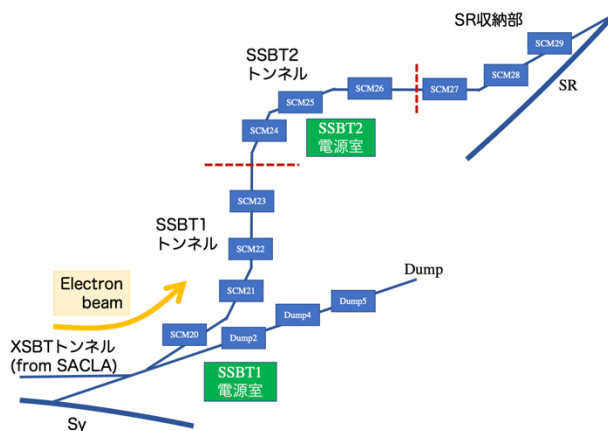 SR収納部
SCM29
SCM28
SCM27
SR
SSBT2
トンネル
SCM26
SCM25
SCM24
SSBT2
電源室
SCM23
SSBT1
トンネル
SCM22
SCM21
Electron
beam
SCM20
Dump
Dump5
Dump4
Dump2
XSBTトンネル
(from SACLA)
SSBT1
電源室
Sy